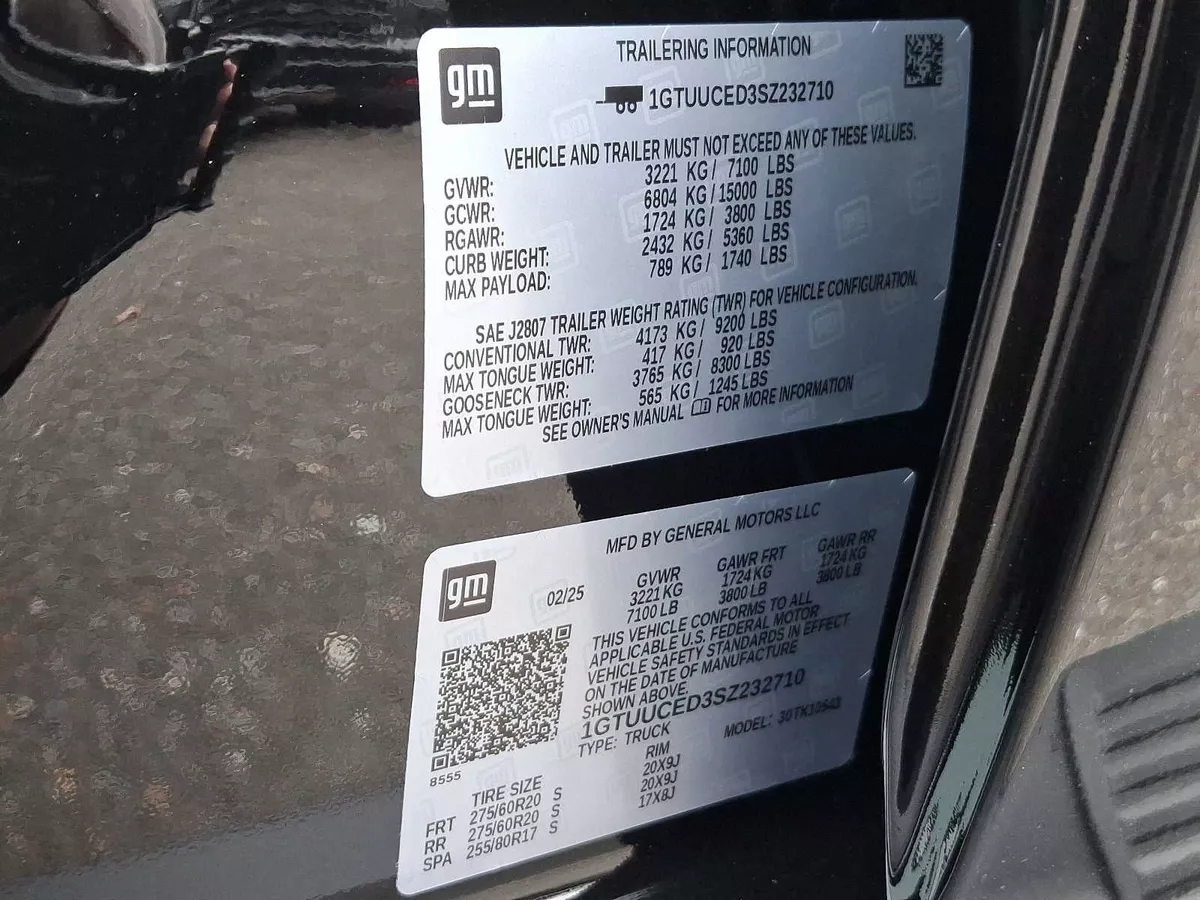 gm
TRAILERING INFORMATION
1GTUUCED3SZ232710
VEHICLE AND TRAILER MUST NOT EXCEED ANY OF THESE VALUES.
GVWR: 3221 KG / 7100 LBS
GCWR: 6804 KG / 15000 LBS
RGAWR: 1724 KG / 3800 LBS
CURB WEIGHT: 2432 KG / 5360 LBS
MAX PAYLOAD: 789 KG / 1740 LBS
SAE J2807 TRAILER WEIGHT RATING (TWR) FOR VEHICLE CONFIGURATION.
CONVENTIONAL TWR: 4173 KG / 9200 LBS
MAX TONGUE WEIGHT: 417 KG / 920 LBS
GOOSENECK TWR: 3765 KG / 8300 LBS
MAX TONGUE WEIGHT: 565 KG / 1245 LBS
SEE OWNER'S MANUAL FOR MORE INFORMATION
MFD BY GENERAL MOTORS LLC
gm
02/25
GVWR GAWR FRT GAWR RR
3221 KG 1724 KG 1724 KG
7100 LB 3800 LB 3800 LB
THIS VEHICLE CONFORMS TO ALL
APPLICABLE U.S. FEDERAL MOTOR
VEHICLE SAFETY STANDARDS IN EFFECT
ON THE DATE OF MANUFACTURE
SHOWN ABOVE.
1GTUUCED3SZ232710
TYPE: TRUCK MODEL:
8555
TIRE SIZE RIM
FRT 275/60R20 S 20X9J
RR 275/60R20 S 20X9J
SPA 255/80R17 S 17X8J